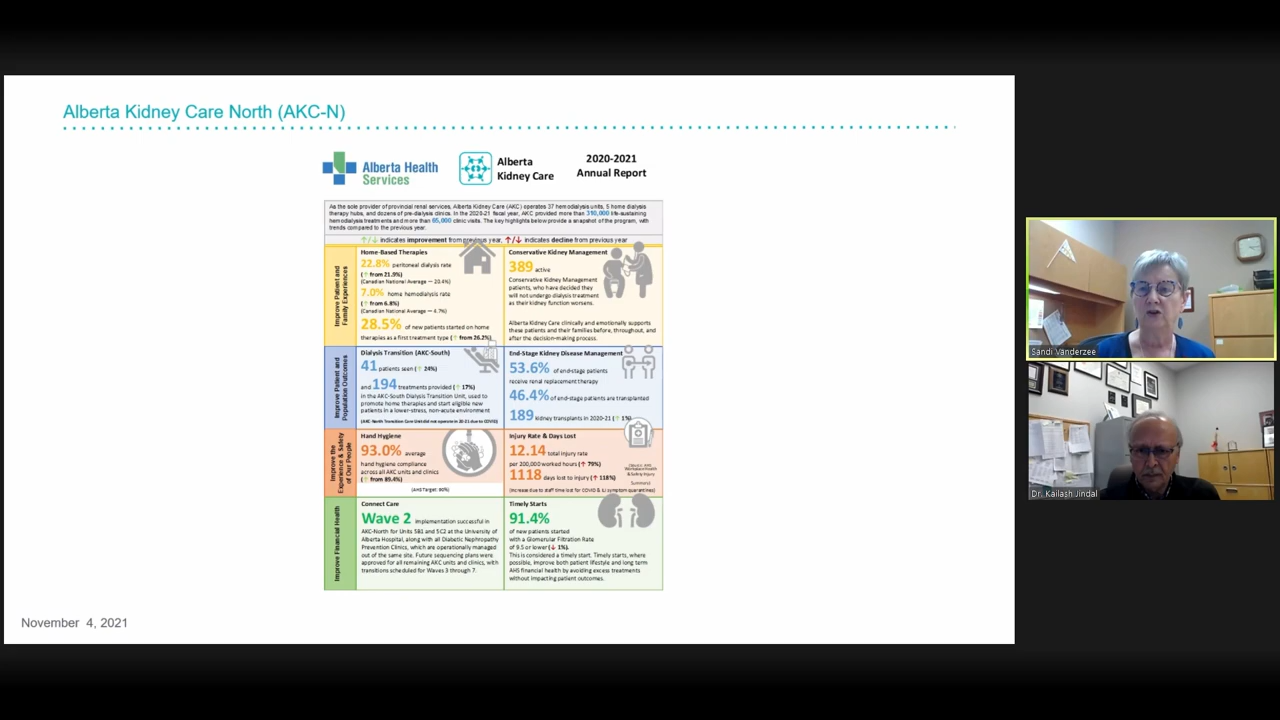 Alberta Kidney Care North (AKC-N)
Alberta Health
Services
Alberta
Kidney Care
2020-2021
Annual Report
As the sole provider of provincial renal services, Alberta Kidney Care (AKC) operates 37 hemodialysis units, 5 home dialysis
therapy hubs, and dozens of pre-dialysis clinics. In the 2020-21 fiscal year, AKC provided more than 310,000 life-sustaining
hemodialysis treatments and more than 65,000 clinic visits. The key highlights below provide a snapshot of the program, with
trends compared to the previous year.
↑/↓ indicates improvement from previous year, ↑/↓ indicates decline from previous year
Improve Patient and
Family Experiences
Home-Based Therapies
22.8% peritoneal dialysis rate
(↑ from 21.9%)
(Canadian National Average — 20.4%)
7.0% home hemodialysis rate
(↑ from 6.8%)
(Canadian National Average — 4.7%)
28.5% of new patients started on home
therapies as a first treatment type (↑ from 26.2%)
Conservative Kidney Management
389 active
Conservative Kidney Management
patients, who have decided they
will not undergo dialysis treatment
as their kidney function worsens.
Alberta Kidney Care clinically and emotionally supports
these patients and their families before, throughout, and
after the decision-making process.
Improve Patient and
Population Outcomes
Dialysis Transition (AKC-South)
41 patients seen (↑ 24%)
and 194 treatments provided (↑ 17%)
in the AKC-South Dialysis Transition Unit, used to
promote home therapies and start eligible new
patients in a lower-stress, non-acute environment
(AKC-North Transition Care Unit did not operate in 20-21 due to COVID)
End-Stage Kidney Disease Management
53.6% of end-stage patients
receive renal replacement therapy
46.4% of end-stage patients are transplanted
189 kidney transplants in 2020-21 (↑ 1%)
Improve the
Experience & Safety
of Our People
Hand Hygiene
93.0% average
hand hygiene compliance
across all AKC units and clinics
(↑ from 89.4%)
(AHS Target: 90%)
Injury Rate & Days Lost
12.14 total injury rate
per 200,000 worked hours (↑ 79%)
1118 days lost to injury (↑ 118%)
(Increase due to staff time lost for COVID & ILI symptom quarantines)
Improve Financial Health
Connect Care
Wave 2 implementation successful in
AKC-North for Units 5B1 and 5C2 at the University of
Alberta Hospital, along with all Diabetic Nephropathy
Prevention Clinics, which are operationally managed
out of the same site. Future sequencing plans were
approved for all remaining AKC units and clinics, with
transitions scheduled for Waves 3 through 7.
Timely Starts
91.4%
of new patients started
with a Glomerular Filtration Rate
of 9.5 or lower (↓ 1%).
This is considered a timely start. Timely starts, where
possible, improve both patient lifestyle and long term
AHS financial health by avoiding excess treatments
without impacting patient outcomes.
November 4, 2021
Sandi Vanderzee
Dr. Kailash Jindal